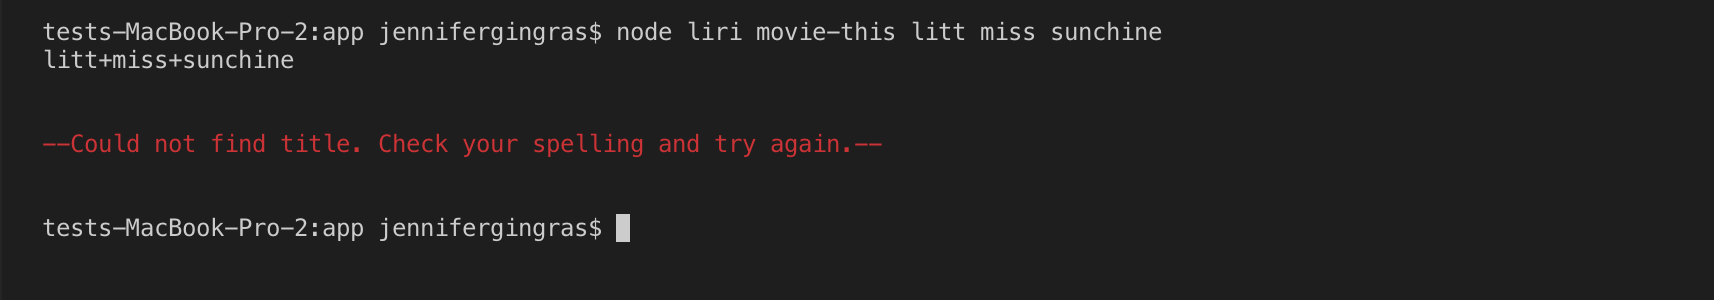 tests-MacBook-Pro-2:app jennifergingras$ node liri movie-this litt miss sunchine
litt+miss+sunchine
--Could not find title. Check your spelling and try again.--
tests-MacBook-Pro-2:app jennifergingras$